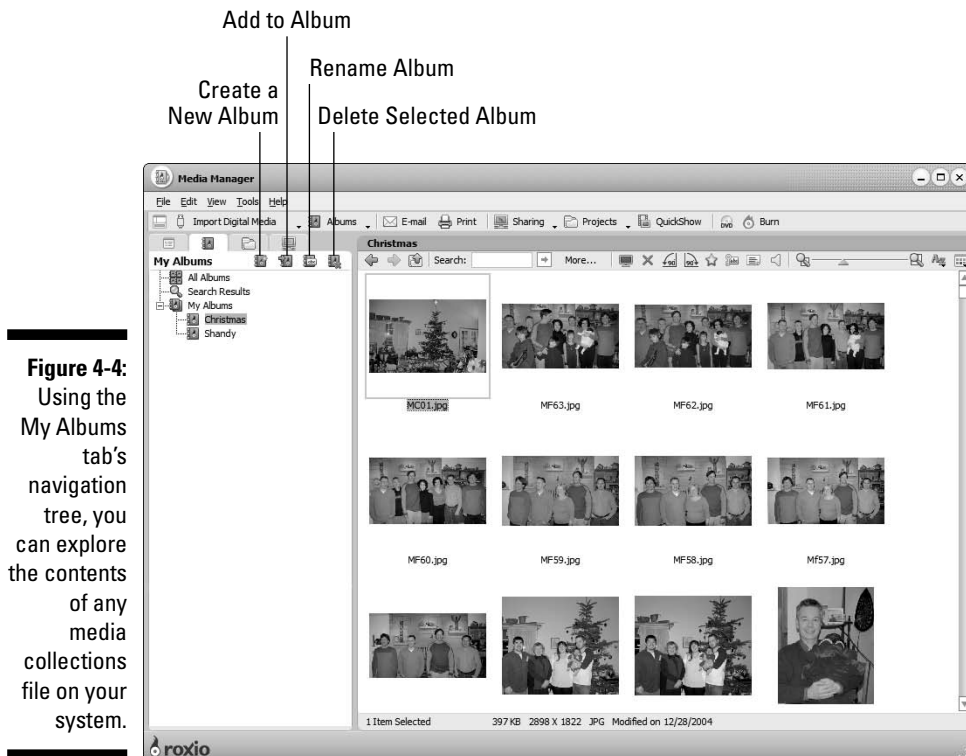 Add to Album
Rename Album
Create a
New Album
Delete Selected Album
Media Manager
File Edit View Tools Help
Import Digital Media Albums E-mail Print Sharing Projects QuickShow Burn
My Albums
Christmas
Search: More...
All Albums
Search Results
My Albums
Christmas
Shandy
MC01.jpg MF63.jpg MF62.jpg MF61.jpg
MF60.jpg MF59.jpg MF58.jpg Mf57.jpg
1 Item Selected 397 KB 2898 X 1822 JPG Modified on 12/28/2004
roxio
Figure 4-4:
Using the
My Albums
tab's
navigation
tree, you
can explore
the contents
of any
media
collections
file on your
system.